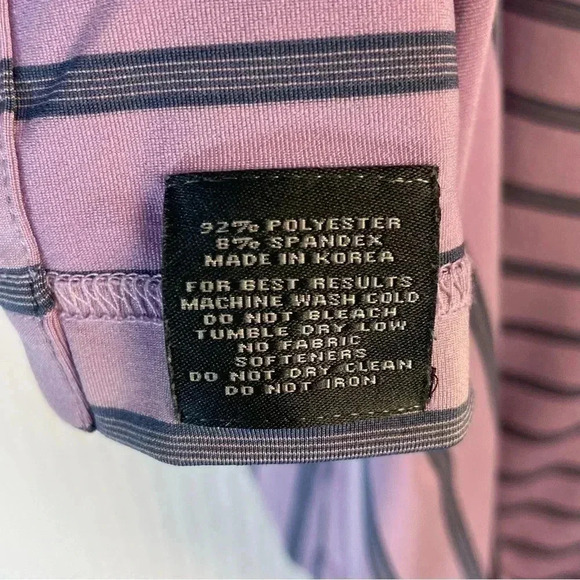 92% POLYESTER
8% SPANDEX
MADE IN KOREA
FOR BEST RESULTS
MACHINE WASH COLD
DO NOT BLEACH
TUMBLE DRY LOW
NO FABRIC
SOFTENERS
DO NOT DRY CLEAN
DO NOT IRON